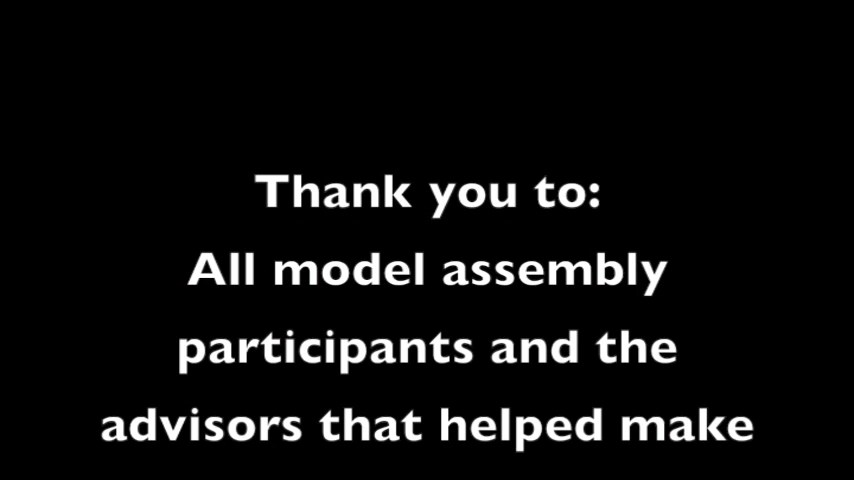 Thank you to:
All model assembly
participants and the
advisors that helped make